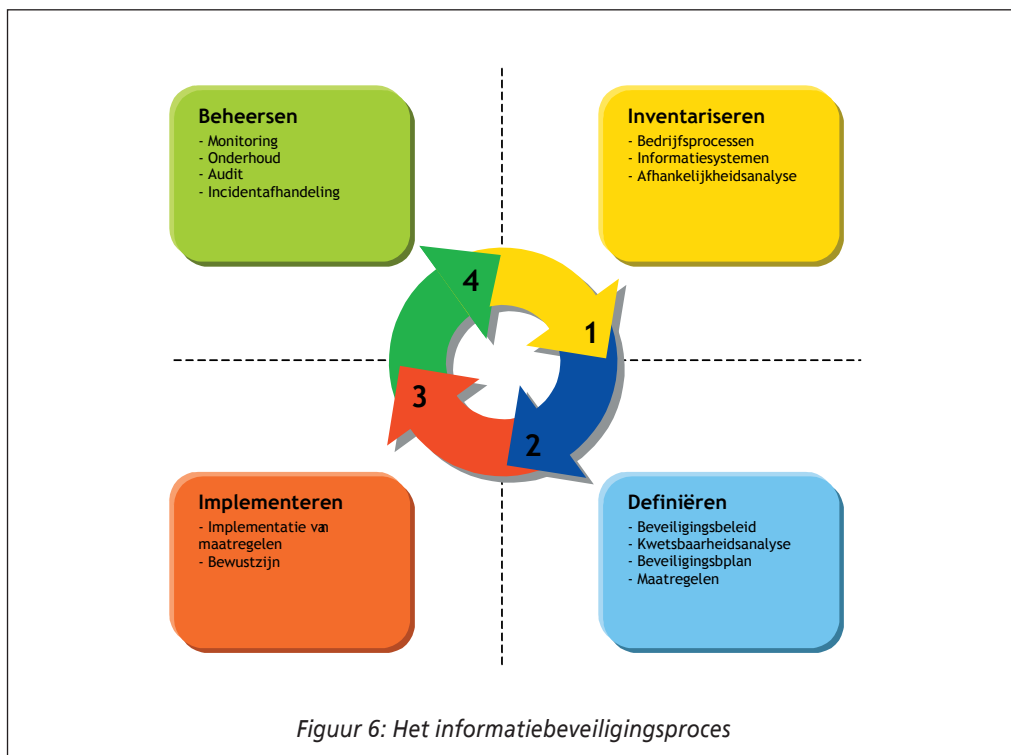 Beheersen
- Monitoring
- Onderhoud
- Audit
- Incidentafhandeling
Inventariseren
- Bedrijfsprocessen
- Informatiesystemen
- Afhankelijkheidsanalyse
4
1
3
2
Implementeren
- Implementatie van
maatregelen
- Bewustzijn
Definiëren
- Beveiligingsbeleid
- Kwetsbaarheidsanalyse
- Beveiligingsbplan
- Maatregelen
Figuur 6: Het informatiebeveiligingsproces